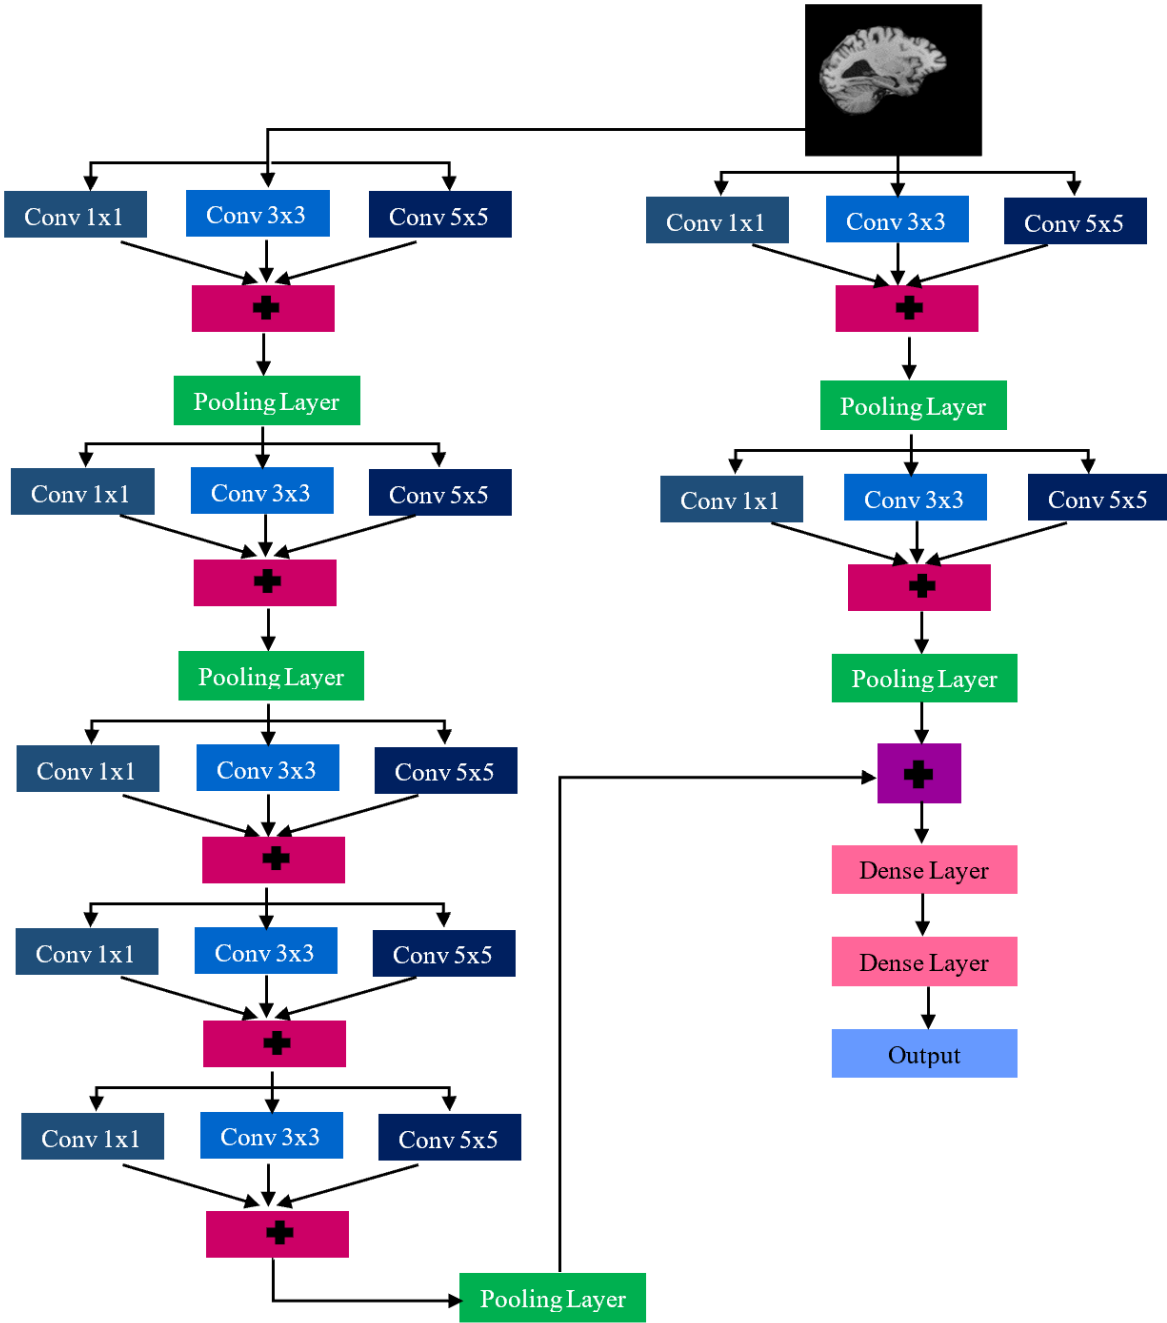 Conv 1x1
Conv 3x3
Conv 5x5
Pooling Layer
Conv 1x1
Conv 3x3
Conv 5x5
Pooling Layer
Conv 1x1
Conv 3x3
Conv 5x5
Conv 1x1
Conv 3x3
Conv 5x5
Conv 1x1
Conv 3x3
Conv 5x5
Pooling Layer
Conv 1x1
Conv 3x3
Conv 5x5
Pooling Layer
Conv 1x1
Conv 3x3
Conv 5x5
Pooling Layer
Dense Layer
Dense Layer
Output